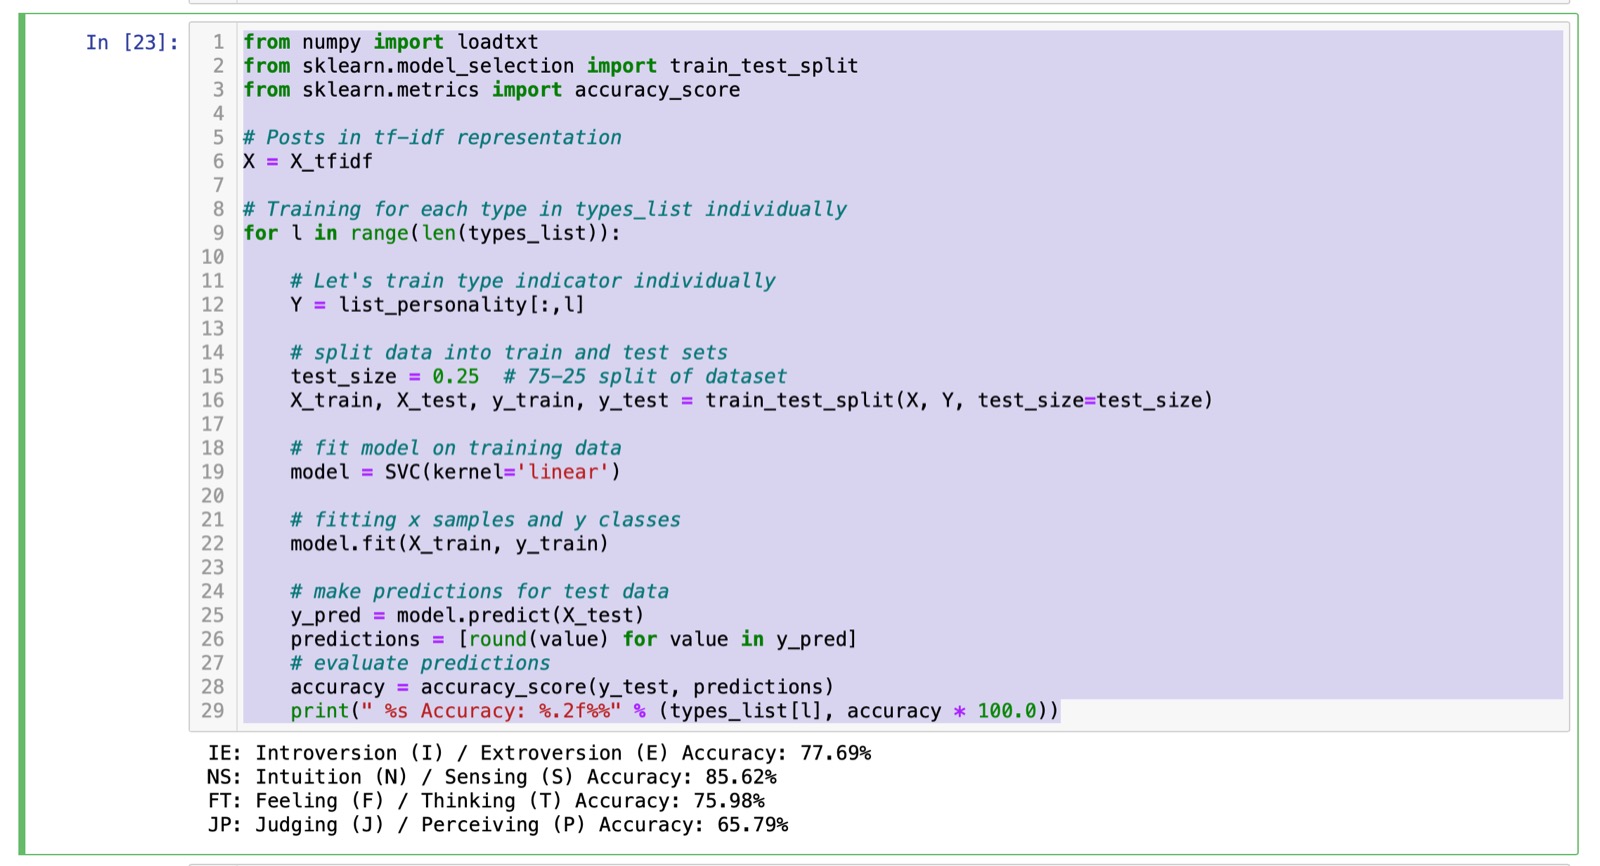 In [23]:
1 from numpy import loadtxt
2 from sklearn.model_selection import train_test_split
3 from sklearn.metrics import accuracy_score
4
5 # Posts in tf-idf representation
6 X = X_tfidf
7
8 # Training for each type in types_list individually
9 for l in range(len(types_list)):
10
11     # Let's train type indicator individually
12     Y = list_personality[:,l]
13
14     # split data into train and test sets
15     test_size = 0.25  # 75-25 split of dataset
16     X_train, X_test, y_train, y_test = train_test_split(X, Y, test_size=test_size)
17
18     # fit model on training data
19     model = SVC(kernel='linear')
20
21     # fitting x samples and y classes
22     model.fit(X_train, y_train)
23
24     # make predictions for test data
25     y_pred = model.predict(X_test)
26     predictions = [round(value) for value in y_pred]
27     # evaluate predictions
28     accuracy = accuracy_score(y_test, predictions)
29     print(" %s Accuracy: %.2f%%" % (types_list[l], accuracy * 100.0))
IE: Introversion (I) / Extroversion (E) Accuracy: 77.69%
NS: Intuition (N) / Sensing (S) Accuracy: 85.62%
FT: Feeling (F) / Thinking (T) Accuracy: 75.98%
JP: Judging (J) / Perceiving (P) Accuracy: 65.79%